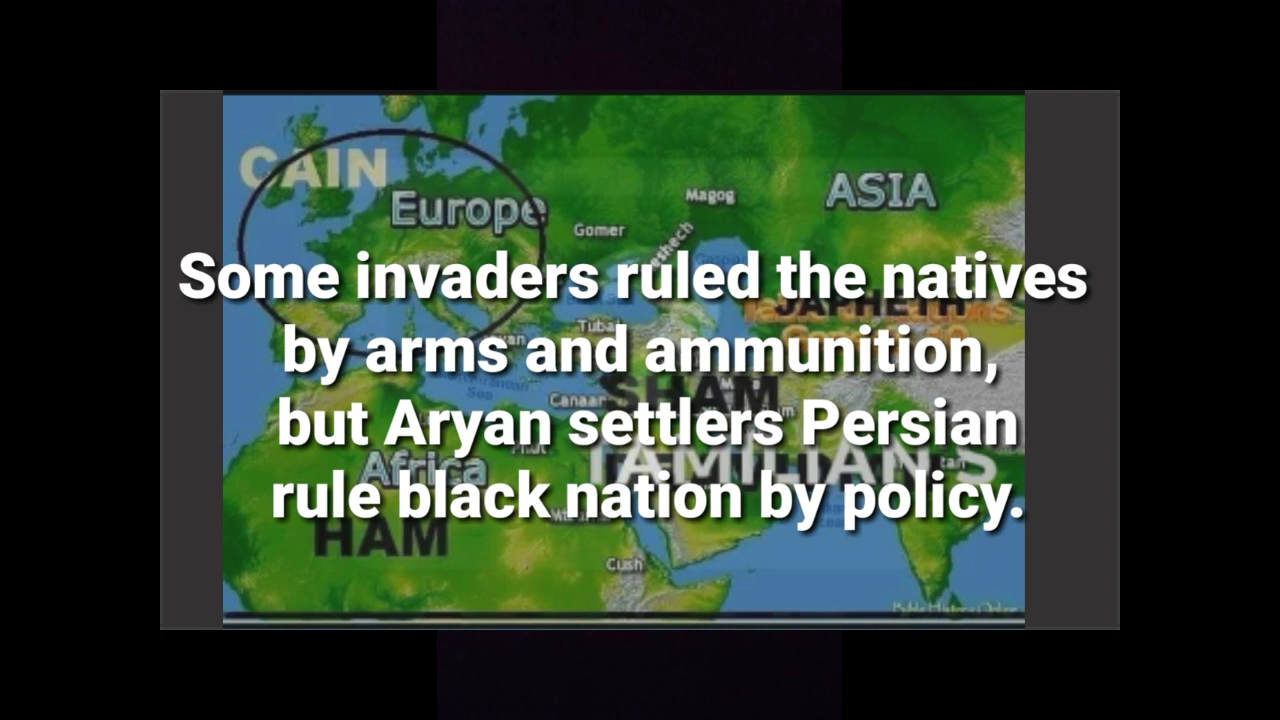 CAIN
Europe
ASIA
Magog
Gomer
Some invaders ruled the natives
by arms and ammunition,
but Aryan settlers Persian
rule black nation by policy.
SHAM
Canaan
Africa
TAMILIAN'S
HAM
Cush